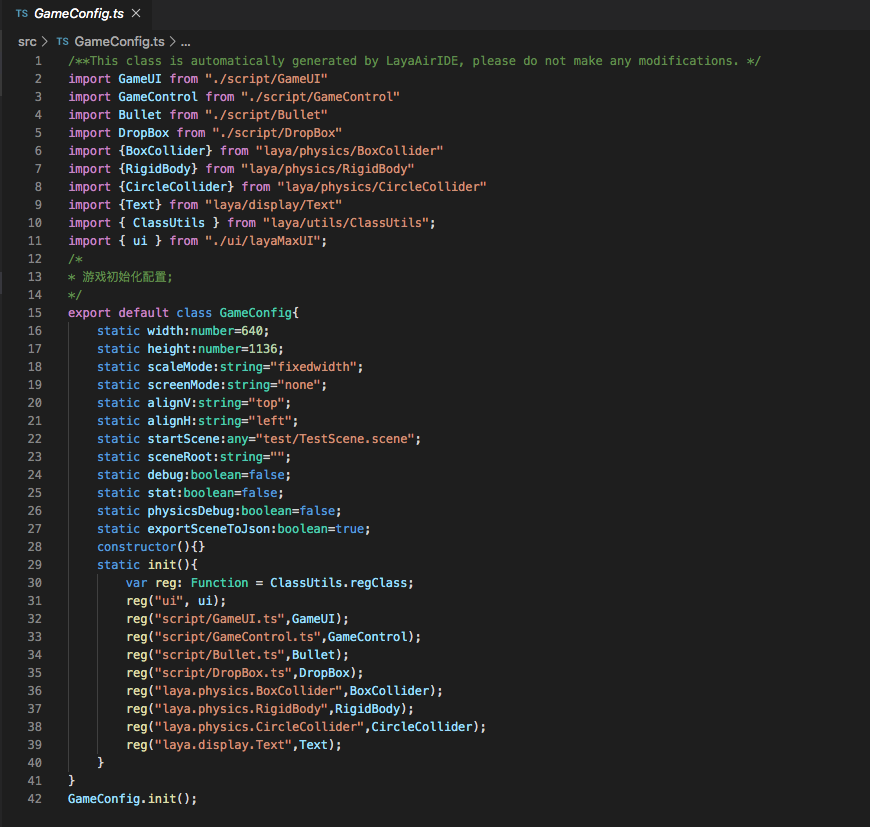 TS GameConfig.ts ×
src > TS GameConfig.ts > ...
1 /**This class is automatically generated by LayaAirIDE, please do not make any modifications. */
2 import GameUI from "./script/GameUI"
3 import GameControl from "./script/GameControl"
4 import Bullet from "./script/Bullet"
5 import DropBox from "./script/DropBox"
6 import {BoxCollider} from "laya/physics/BoxCollider"
7 import {RigidBody} from "laya/physics/RigidBody"
8 import {CircleCollider} from "laya/physics/CircleCollider"
9 import {Text} from "laya/display/Text"
10 import { ClassUtils } from "laya/utils/ClassUtils";
11 import { ui } from "./ui/layaMaxUI";
12 /*
13 * 游戏初始化配置;
14 */
15 export default class GameConfig{
16     static width:number=640;
17     static height:number=1136;
18     static scaleMode:string="fixedwidth";
19     static screenMode:string="none";
20     static alignV:string="top";
21     static alignH:string="left";
22     static startScene:any="test/TestScene.scene";
23     static sceneRoot:string="";
24     static debug:boolean=false;
25     static stat:boolean=false;
26     static physicsDebug:boolean=false;
27     static exportSceneToJson:boolean=true;
28     constructor(){}
29     static init(){
30         var reg: Function = ClassUtils.regClass;
31         reg("ui", ui);
32         reg("script/GameUI.ts",GameUI);
33         reg("script/GameControl.ts",GameControl);
34         reg("script/Bullet.ts",Bullet);
35         reg("script/DropBox.ts",DropBox);
36         reg("laya.physics.BoxCollider",BoxCollider);
37         reg("laya.physics.RigidBody",RigidBody);
38         reg("laya.physics.CircleCollider",CircleCollider);
39         reg("laya.display.Text",Text);
40     }
41 }
42 GameConfig.init();